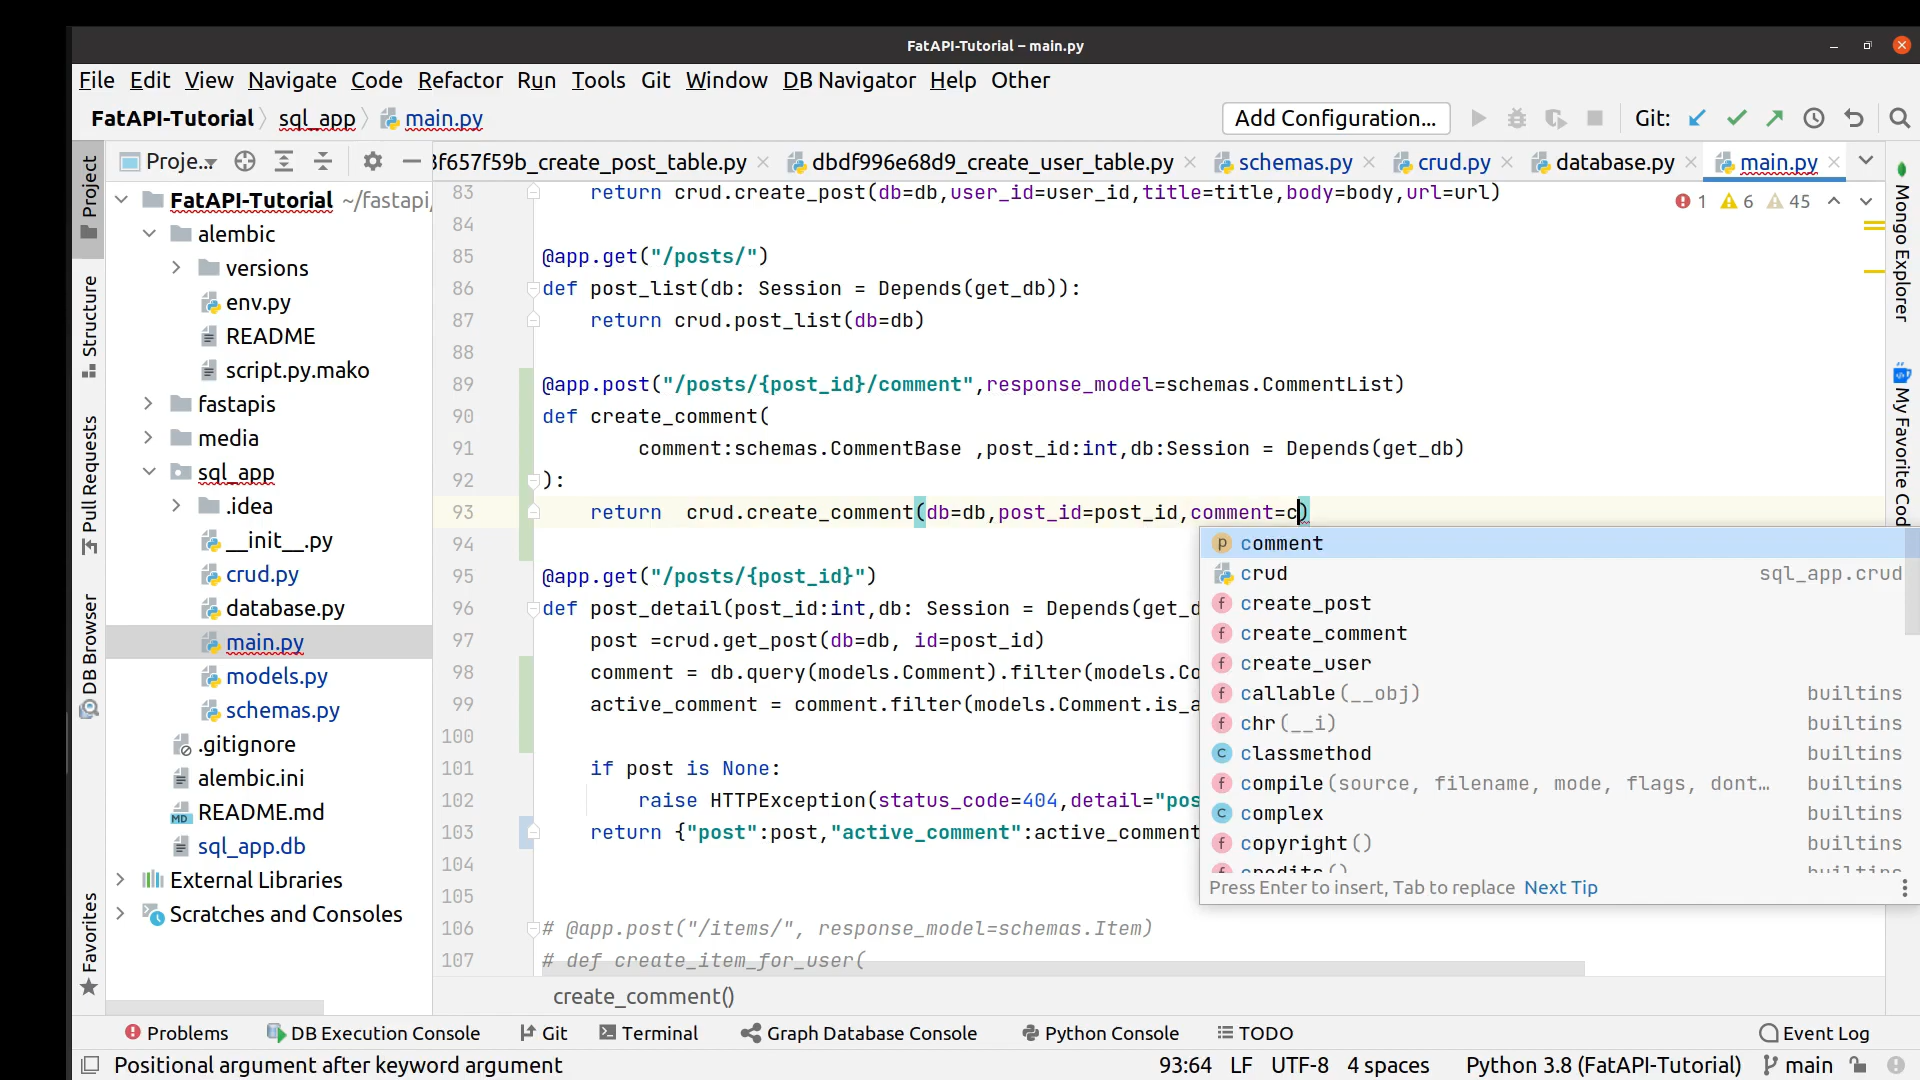 FatAPI-Tutorial – main.py
File Edit View Navigate Code Refactor Run Tools Git Window DB Navigator Help Other
FatAPI-Tutorial sql_app main.py Add Configuration... Git:
Project
Structure
Pull Requests
DB Browser
Favorites
Proje...
FatAPI-Tutorial ~/fastapi/
alembic
versions
env.py
README
script.py.mako
fastapis
media
sql_app
.idea
__init__.py
crud.py
database.py
main.py
models.py
schemas.py
.gitignore
alembic.ini
README.md
sql_app.db
External Libraries
Scratches and Consoles
3f657f59b_create_post_table.py dbdf996e68d9_create_user_table.py schemas.py crud.py database.py main.py
1 6 45
83 return crud.create_post(db=db,user_id=user_id,title=title,body=body,url=url)
84
85 @app.get("/posts/")
86 def post_list(db: Session = Depends(get_db)):
87 return crud.post_list(db=db)
88
89 @app.post("/posts/{post_id}/comment",response_model=schemas.CommentList)
90 def create_comment(
91 comment:schemas.CommentBase ,post_id:int,db:Session = Depends(get_db)
92 ):
93 return  crud.create_comment(db=db,post_id=post_id,comment=c)
94
95 @app.get("/posts/{post_id}")
96 def post_detail(post_id:int,db: Session = Depends(get_d
97 post =crud.get_post(db=db, id=post_id)
98 comment = db.query(models.Comment).filter(models.Co
99 active_comment = comment.filter(models.Comment.is_a
100
101 if post is None:
102 raise HTTPException(status_code=404,detail="pos
103 return {"post":post,"active_comment":active_comment
104
105
106 # @app.post("/items/", response_model=schemas.Item)
107 # def create_item_for_user(
p comment
crud sql_app.crud
f create_post
f create_comment
f create_user
f callable(__obj) builtins
f chr(__i) builtins
c classmethod builtins
f compile(source, filename, mode, flags, dont... builtins
c complex builtins
f copyright() builtins
f credits() builtins
Press Enter to insert, Tab to replace Next Tip
create_comment()
Mongo Explorer
My Favorite Cod
Problems DB Execution Console Git Terminal Graph Database Console Python Console TODO Event Log
Positional argument after keyword argument 93:64 LF UTF-8 4 spaces Python 3.8 (FatAPI-Tutorial) main